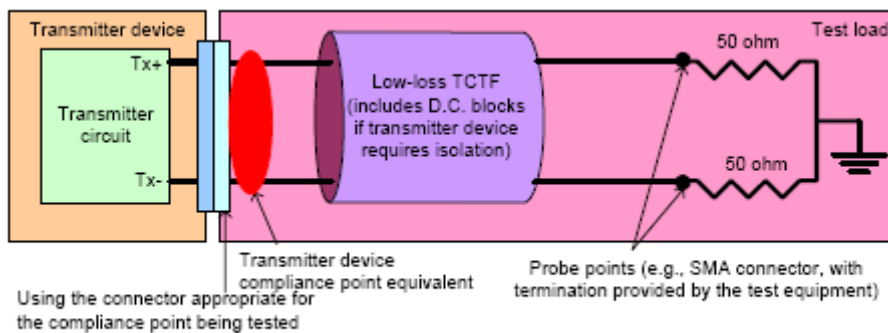 Transmitter device
Test load
Tx+
Transmitter
circuit
Tx-
Low-loss TCTF
(includes D.C. blocks
if transmitter device
requires isolation)
50 ohm
50 ohm
Transmitter device
compliance point equivalent
Using the connector appropriate for
the compliance point being tested
Probe points (e.g., SMA connector, with
termination provided by the test equipment)